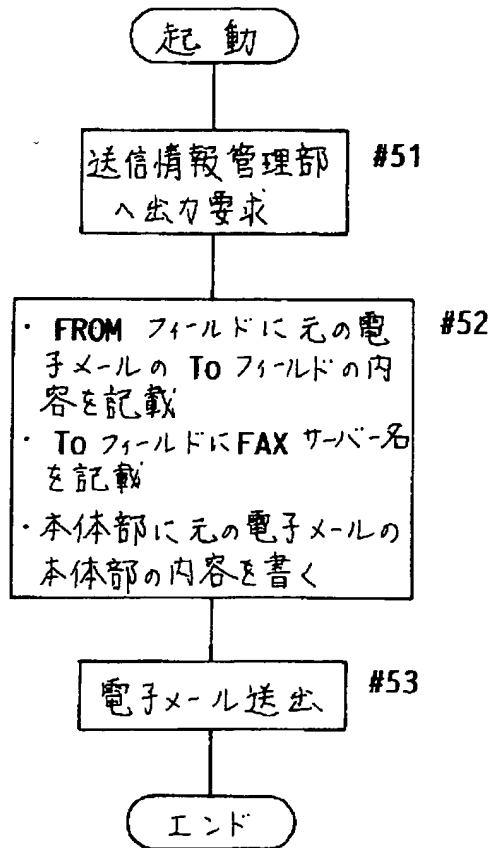 起動
送信情報管理部 #51
へ出力要求
・ FROM フィールドに元の電 #52
子メールの To フィールドの内
容を記載
・ To フィールドにFAX サーバー名
を記載
・本体部に元の電子メールの
本体部の内容を書く
電子メール送出 #53
エンド